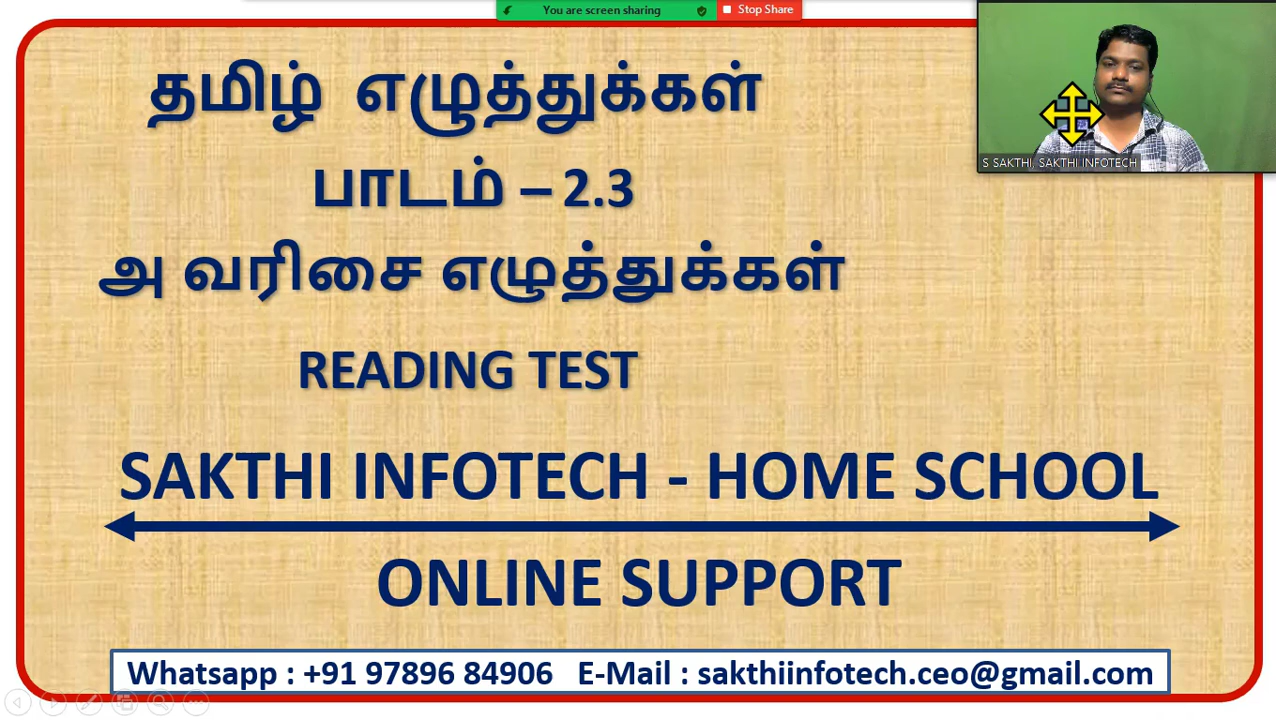 You are screen sharing Stop Share
தமிழ் எழுத்துக்கள்
S SAKTHI, SAKTHI INFOTECH
பாடம் – 2.3
அ வரிசை எழுத்துக்கள்
READING TEST
SAKTHI INFOTECH - HOME SCHOOL
ONLINE SUPPORT
Whatsapp : +91 97896 84906 E-Mail : sakthiinfotech.ceo@gmail.com